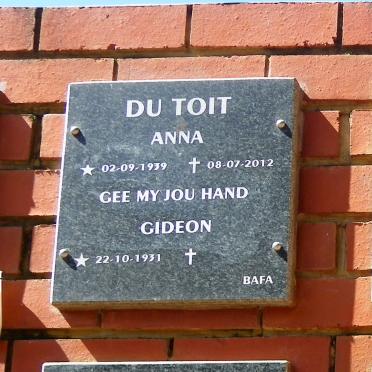 DU TOIT
ANNA
★ 02-09-1939 ✝ 08-07-2012
GEE MY JOU HAND
GIDEON
★ 22-10-1931 ✝
BAFA